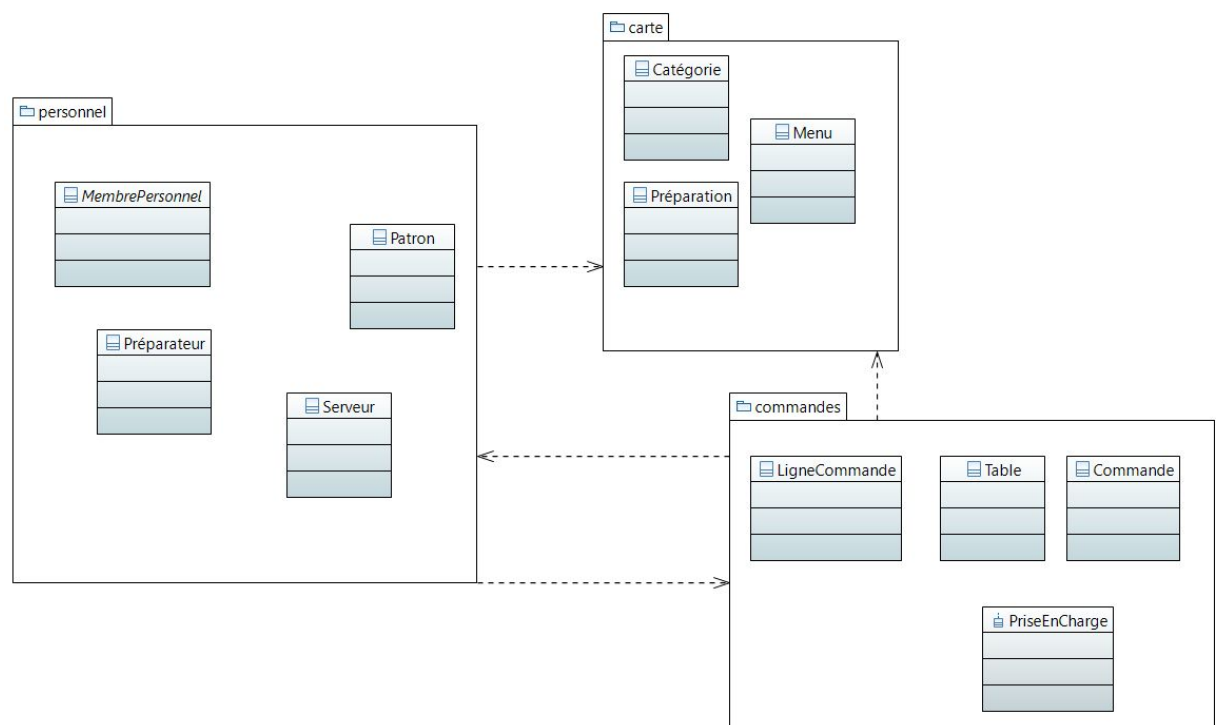 carte
Catégorie
Menu
Préparation
personnel
MembrePersonnel
Patron
Préparateur
Serveur
commandes
LigneCommande
Table
Commande
PriseEnCharge